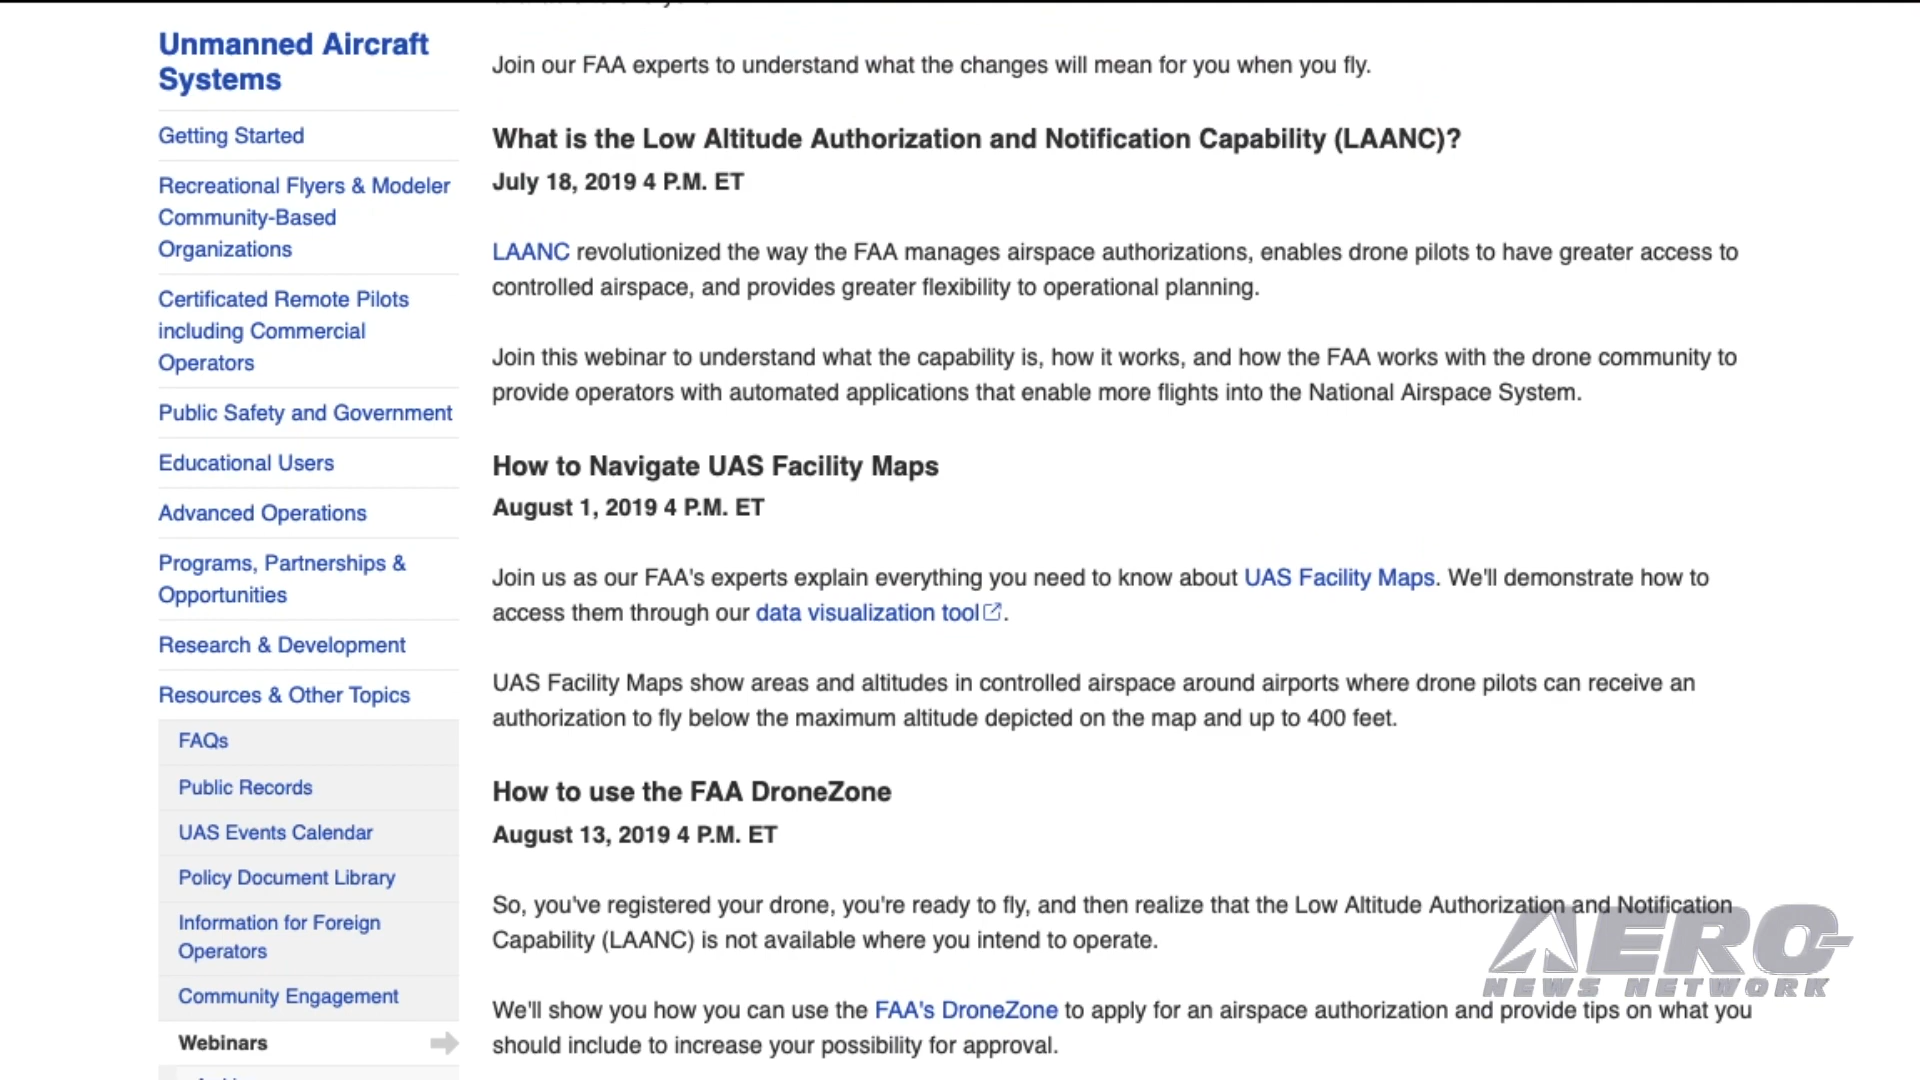 Unmanned Aircraft
Systems
Getting Started
Recreational Flyers & Modeler
Community-Based
Organizations
Certificated Remote Pilots
including Commercial
Operators
Public Safety and Government
Educational Users
Advanced Operations
Programs, Partnerships &
Opportunities
Research & Development
Resources & Other Topics
FAQs
Public Records
UAS Events Calendar
Policy Document Library
Information for Foreign
Operators
Community Engagement
Webinars
Join our FAA experts to understand what the changes will mean for you when you fly.
What is the Low Altitude Authorization and Notification Capability (LAANC)?
July 18, 2019 4 P.M. ET
LAANC revolutionized the way the FAA manages airspace authorizations, enables drone pilots to have greater access to
controlled airspace, and provides greater flexibility to operational planning.
Join this webinar to understand what the capability is, how it works, and how the FAA works with the drone community to
provide operators with automated applications that enable more flights into the National Airspace System.
How to Navigate UAS Facility Maps
August 1, 2019 4 P.M. ET
Join us as our FAA's experts explain everything you need to know about UAS Facility Maps. We'll demonstrate how to
access them through our data visualization tool.
UAS Facility Maps show areas and altitudes in controlled airspace around airports where drone pilots can receive an
authorization to fly below the maximum altitude depicted on the map and up to 400 feet.
How to use the FAA DroneZone
August 13, 2019 4 P.M. ET
So, you've registered your drone, you're ready to fly, and then realize that the Low Altitude Authorization and Notification
Capability (LAANC) is not available where you intend to operate.
We'll show you how you can use the FAA's DroneZone to apply for an airspace authorization and provide tips on what you
should include to increase your possibility for approval.
AERO-
NEWS NETWORK